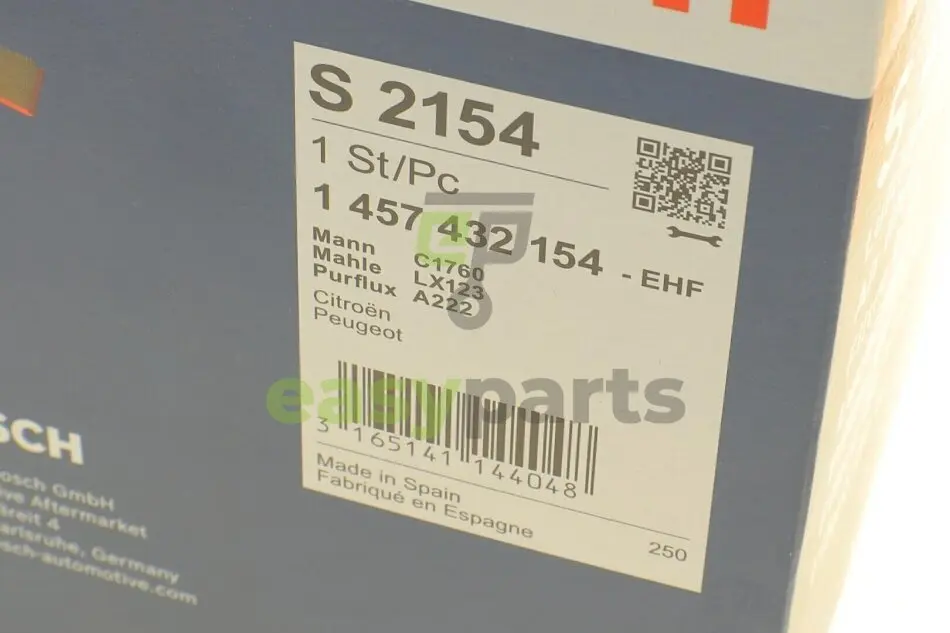 S 2154
1 St/Pc
1 457 432 154 - EHF
Mann C1760
Mahle LX123
Purflux A222
Citroën
Peugeot
easyparts
3 165141 144048
Made in Spain
Fabriqué en Espagne
250
SCH
osch GmbH
ve Aftermarket
reit 4
arlsruhe, Germany
sch-automotive.com